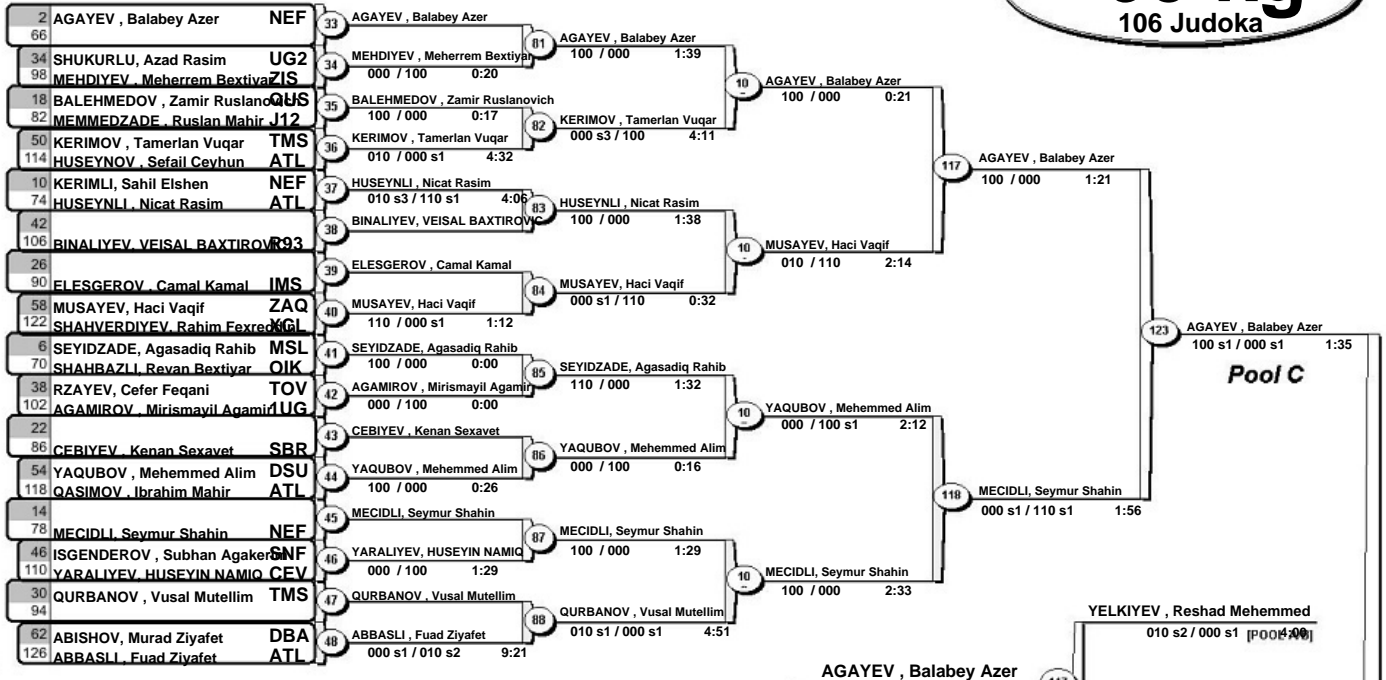 106 Judoka
2 AGAYEV , Balabey Azer NEF
66
34 SHUKURLU, Azad Rasim UG2
98 MEHDIYEV , Meherrem Bextiyar ZIS
18 BALEHMEDOV , Zamir Ruslanovich
82 MEMMEDZADE , Ruslan Mahir J12
50 KERIMOV , Tamerlan Vuqar TMS
114 HUSEYNOV , Sefail Ceyhun ATL
10 KERIMLI, Sahil Elshen NEF
74 HUSEYNLI , Nicat Rasim ATL
42
106 BINALIYEV, VEISAL BAXTIROVIC R93
26
90 ELESGEROV , Camal Kamal IMS
58 MUSAYEV, Haci Vaqif ZAQ
122 SHAHVERDIYEV, Rahim Fexreddin XCL
6 SEYIDZADE, Agasadiq Rahib MSL
70 SHAHBAZLI, Revan Bextiyar OIK
38 RZAYEV, Cefer Feqani TOV
102 AGAMIROV , Mirismayil Agamir 1UG
22
86 CEBIYEV , Kenan Sexavet SBR
54 YAQUBOV , Mehemmed Alim DSU
118 QASIMOV , Ibrahim Mahir ATL
14
78 MECIDLI, Seymur Shahin NEF
46 ISGENDEROV , Subhan Agakerim SNF
110 YARALIYEV, HUSEYIN NAMIQ CEV
30 QURBANOV , Vusal Mutellim TMS
94
62 ABISHOV, Murad Ziyafet DBA
126 ABBASLI , Fuad Ziyafet ATL
33 AGAYEV , Balabey Azer
34 MEHDIYEV , Meherrem Bextiyar
000 / 100 0:20
35 BALEHMEDOV , Zamir Ruslanovich
100 / 000 0:17
36 KERIMOV , Tamerlan Vuqar
010 / 000 s1 4:32
37 HUSEYNLI , Nicat Rasim
010 s3 / 110 s1 4:06
38 BINALIYEV, VEISAL BAXTIROVIC
39 ELESGEROV , Camal Kamal
40 MUSAYEV, Haci Vaqif
110 / 000 s1 1:12
41 SEYIDZADE, Agasadiq Rahib
100 / 000 0:00
42 AGAMIROV , Mirismayil Agamir
000 / 100 0:00
43 CEBIYEV , Kenan Sexavet
44 YAQUBOV , Mehemmed Alim
100 / 000 0:26
45 MECIDLI, Seymur Shahin
46 YARALIYEV, HUSEYIN NAMIQ
000 / 100 1:29
47 QURBANOV , Vusal Mutellim
48 ABBASLI , Fuad Ziyafet
000 s1 / 010 s2 9:21
81 AGAYEV , Balabey Azer
100 / 000 1:39
82 KERIMOV , Tamerlan Vuqar
000 s3 / 100 4:11
83 HUSEYNLI , Nicat Rasim
100 / 000 1:38
84 MUSAYEV, Haci Vaqif
000 s1 / 110 0:32
85 SEYIDZADE, Agasadiq Rahib
110 / 000 1:32
86 YAQUBOV , Mehemmed Alim
000 / 100 0:16
87 MECIDLI, Seymur Shahin
100 / 000 1:29
88 QURBANOV , Vusal Mutellim
010 s1 / 000 s1 4:51
10 AGAYEV , Balabey Azer
100 / 000 0:21
10 MUSAYEV, Haci Vaqif
010 / 110 2:14
10 YAQUBOV , Mehemmed Alim
000 / 100 s1 2:12
10 MECIDLI, Seymur Shahin
100 / 000 2:33
117 AGAYEV , Balabey Azer
100 / 000 1:21
118 MECIDLI, Seymur Shahin
000 s1 / 110 s1 1:56
123 AGAYEV , Balabey Azer
100 s1 / 000 s1 1:35
Pool C
YELKIYEV , Reshad Mehemmed
010 s2 / 000 s1 4:00
AGAYEV , Balabey Azer